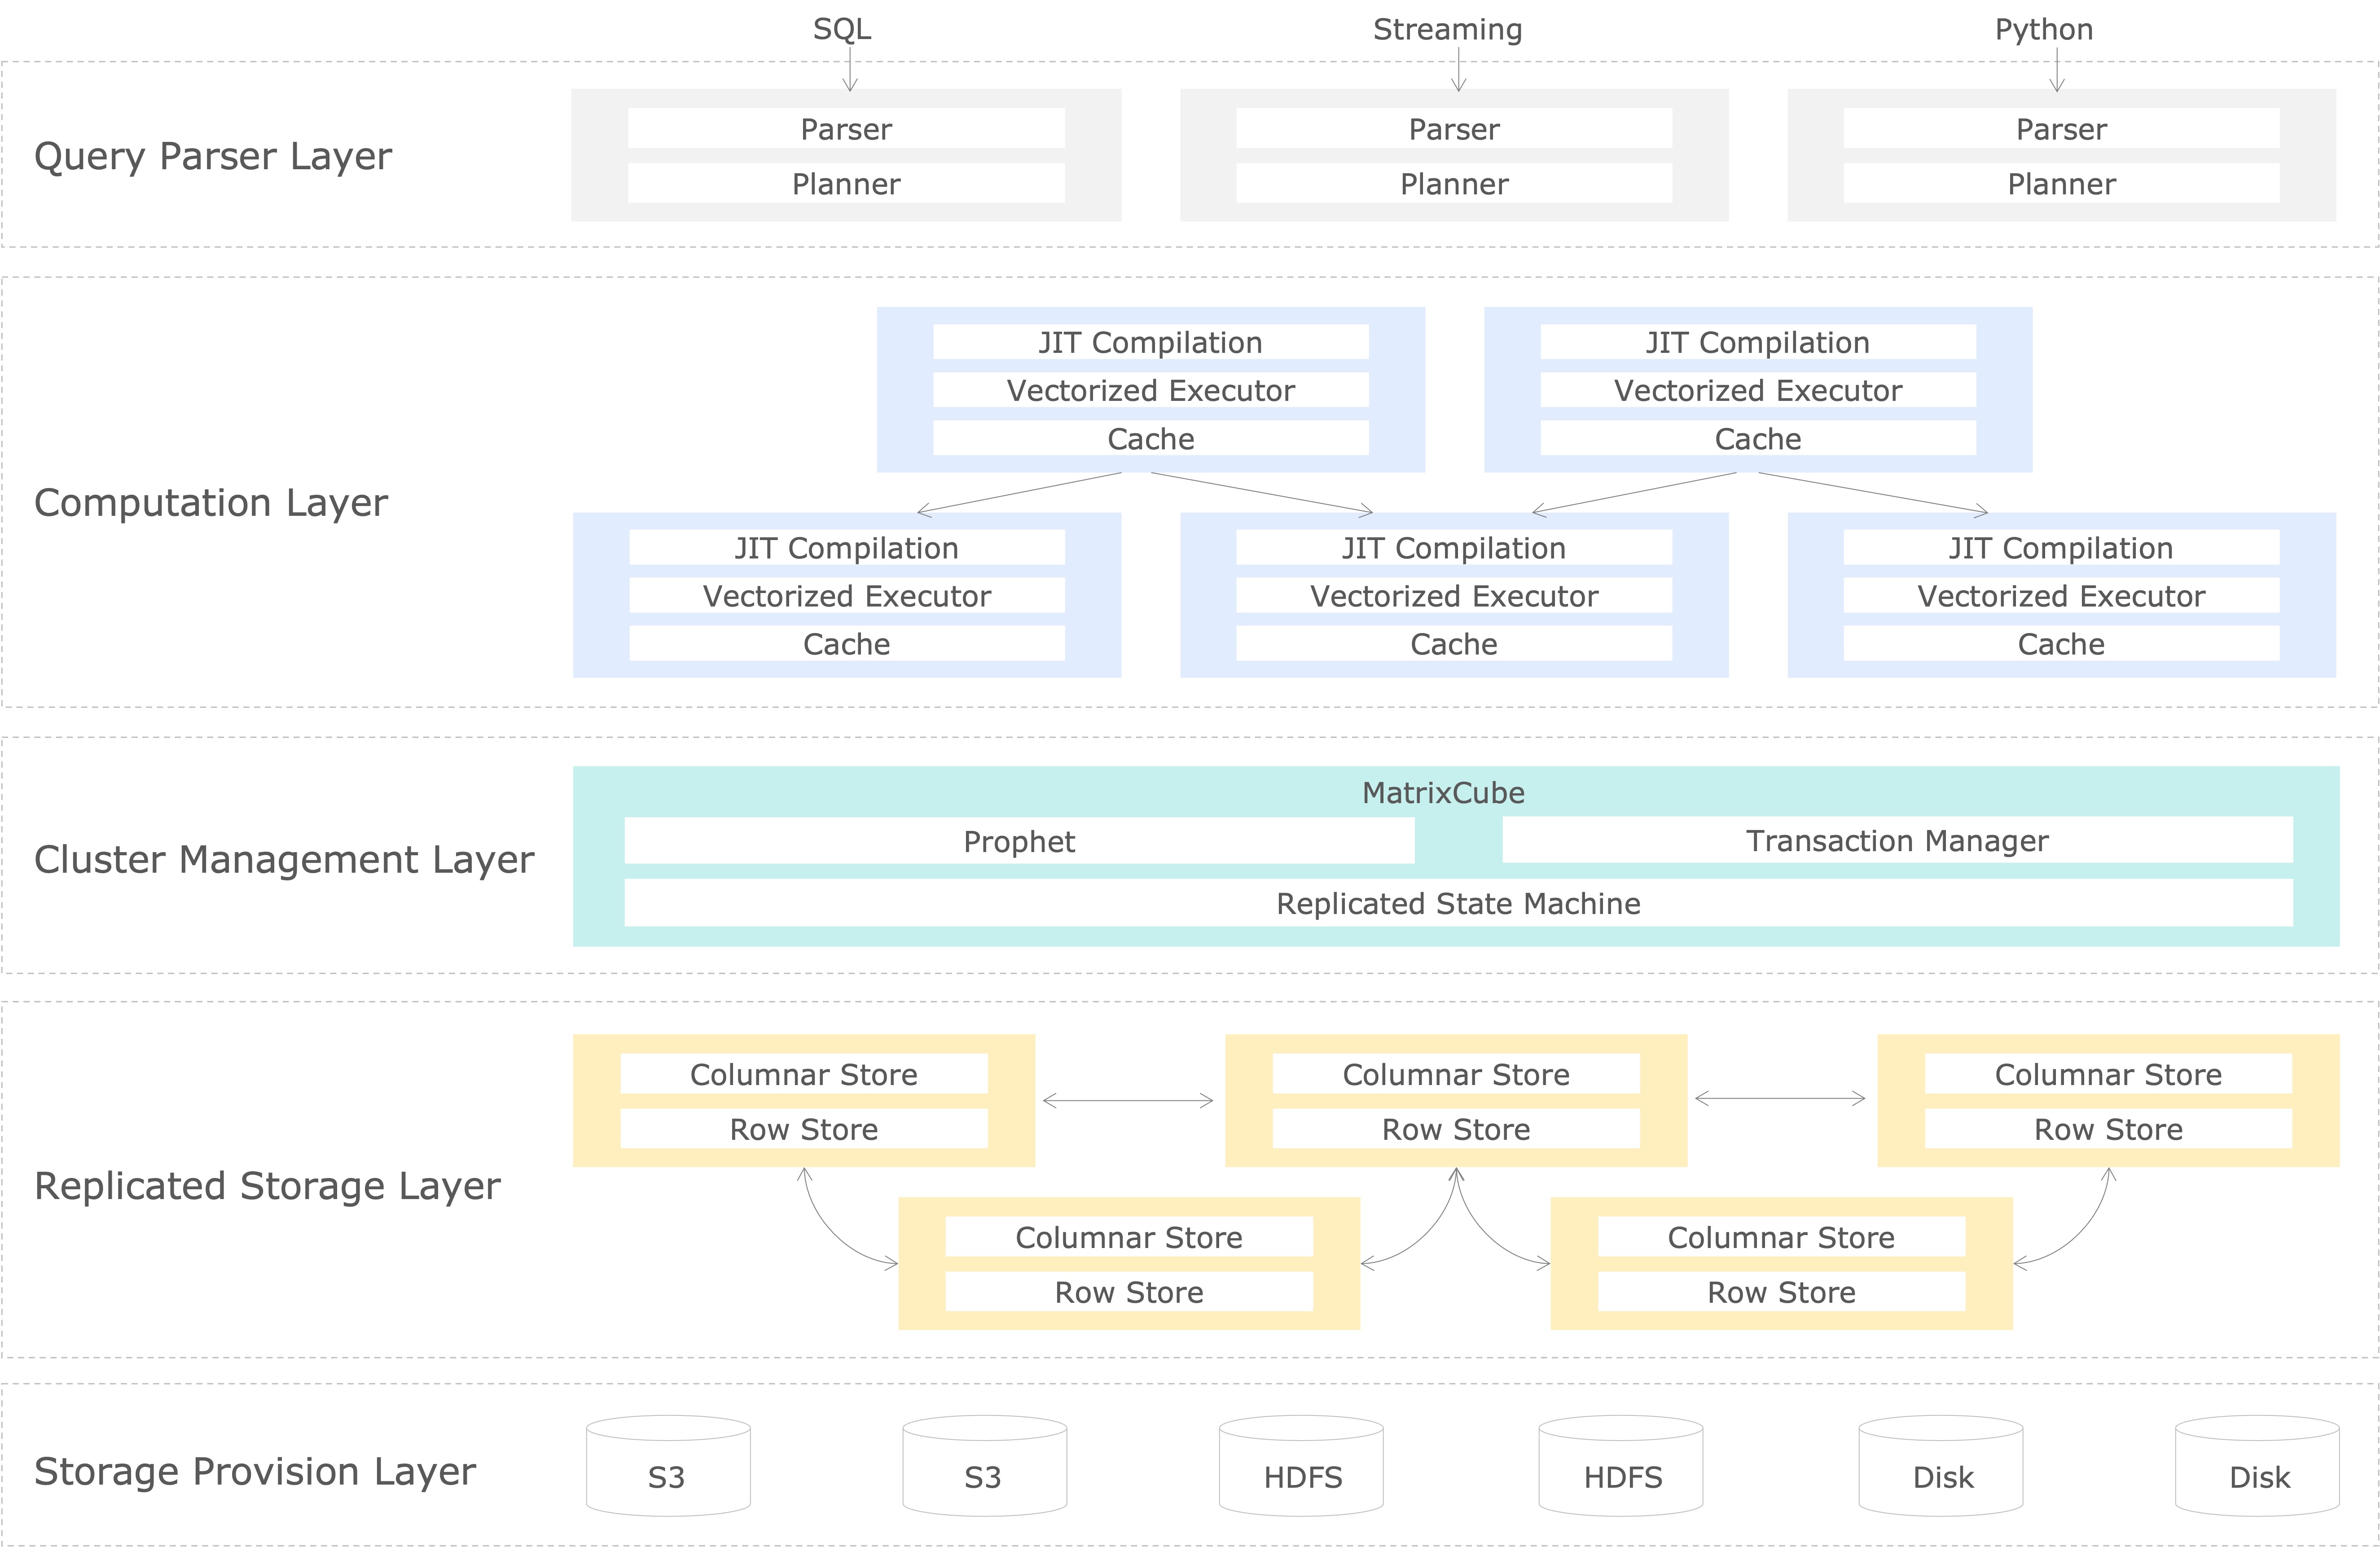 SQL
Streaming
Python
Query Parser Layer
Parser
Planner
Parser
Planner
Parser
Planner
Computation Layer
JIT Compilation
Vectorized Executor
Cache
JIT Compilation
Vectorized Executor
Cache
JIT Compilation
Vectorized Executor
Cache
JIT Compilation
Vectorized Executor
Cache
JIT Compilation
Vectorized Executor
Cache
Cluster Management Layer
MatrixCube
Prophet
Transaction Manager
Replicated State Machine
Replicated Storage Layer
Columnar Store
Row Store
Columnar Store
Row Store
Columnar Store
Row Store
Columnar Store
Row Store
Columnar Store
Row Store
Storage Provision Layer
S3
S3
HDFS
HDFS
Disk
Disk